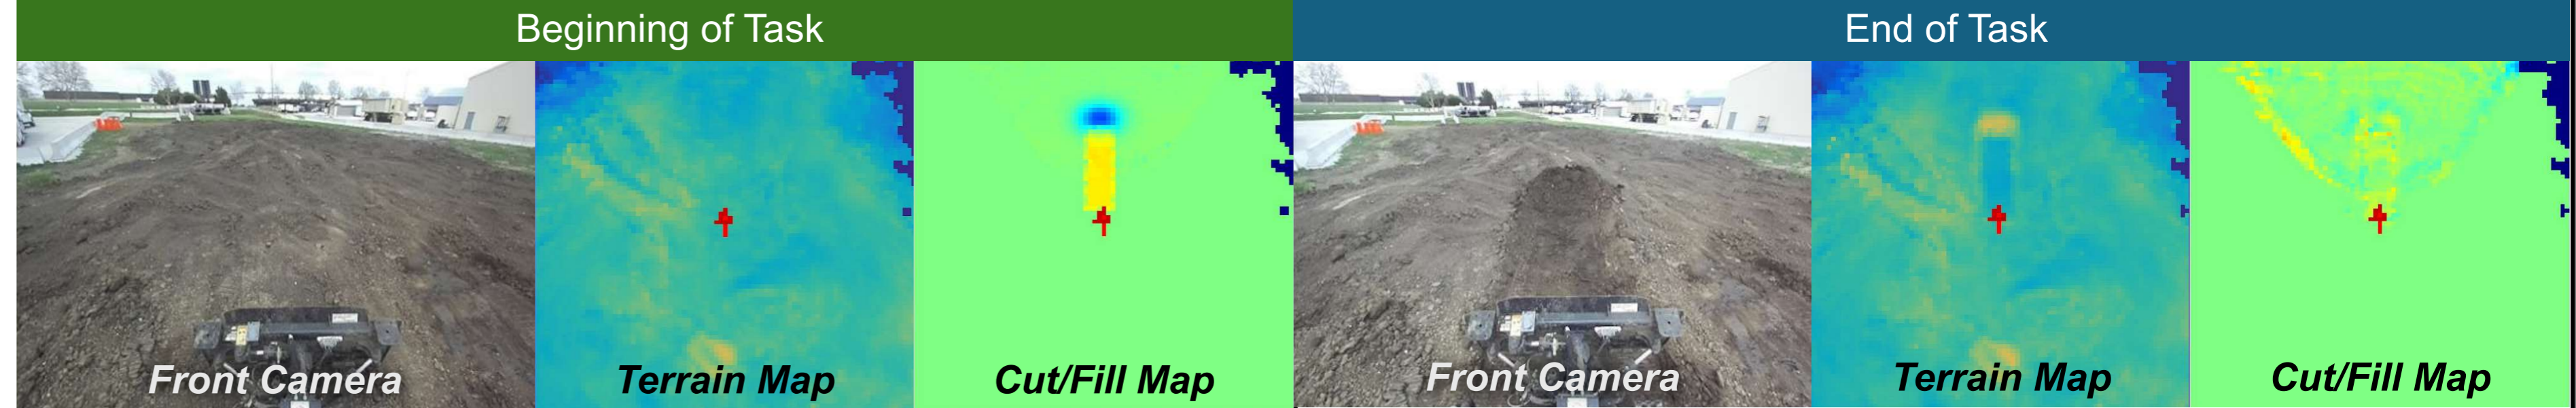 Beginning of Task
End of Task
Front Camera
Terrain Map
Cut/Fill Map
Front Camera
Terrain Map
Cut/Fill Map